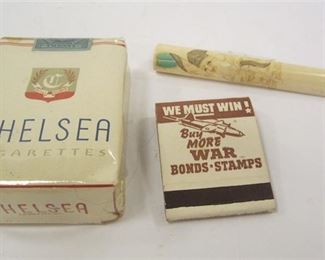 C
HELSEA
GARETTES
HELSEA
WE MUST WIN!
Buy
MORE
WAR
BONDS · STAMPS